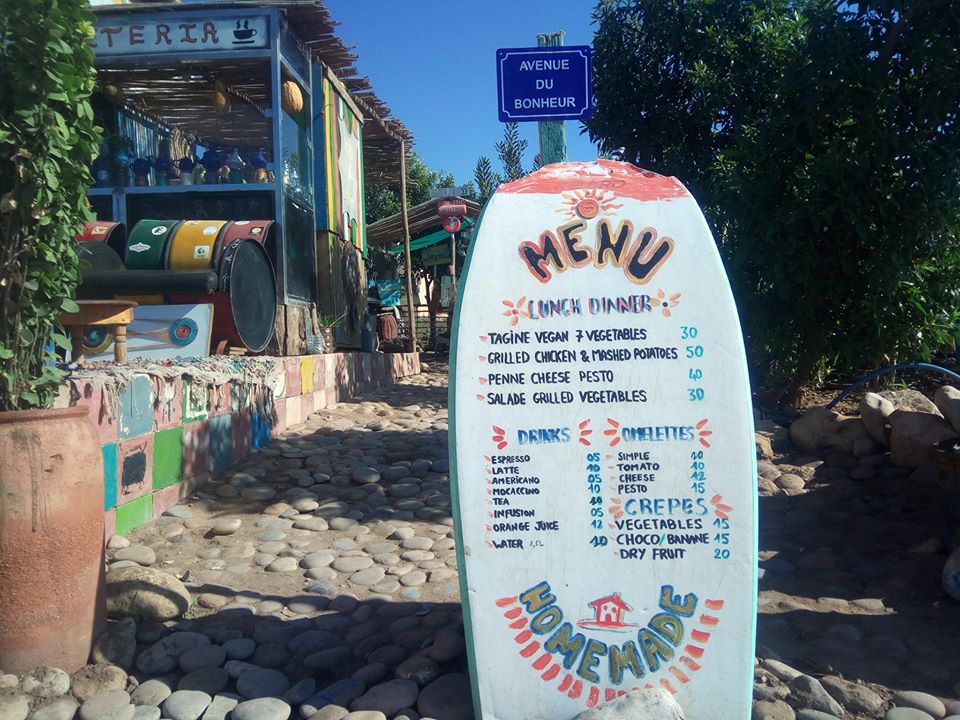 TERIA
AVENUE
DU
BONHEUR
MENU
LUNCH DINNER
TAGINE VEGAN 7 VEGETABLES 30
GRILLED CHICKEN & MASHED POTATOES 50
PENNE CHEESE PESTO 40
SALADE GRILLED VEGETABLES 30
DRINKS
ESPRESSO 05
LATTE 10
AMERICANO 05
MOCACCINO 10
TEA 10
INFUSION 05
ORANGE JUICE 12
WATER 1,5L 10
OMELETTES
SIMPLE 10
TOMATO 10
CHEESE 12
PESTO 15
CREPES
VEGETABLES 15
CHOCO/BANANE 15
DRY FRUIT 20
HOMEMADE